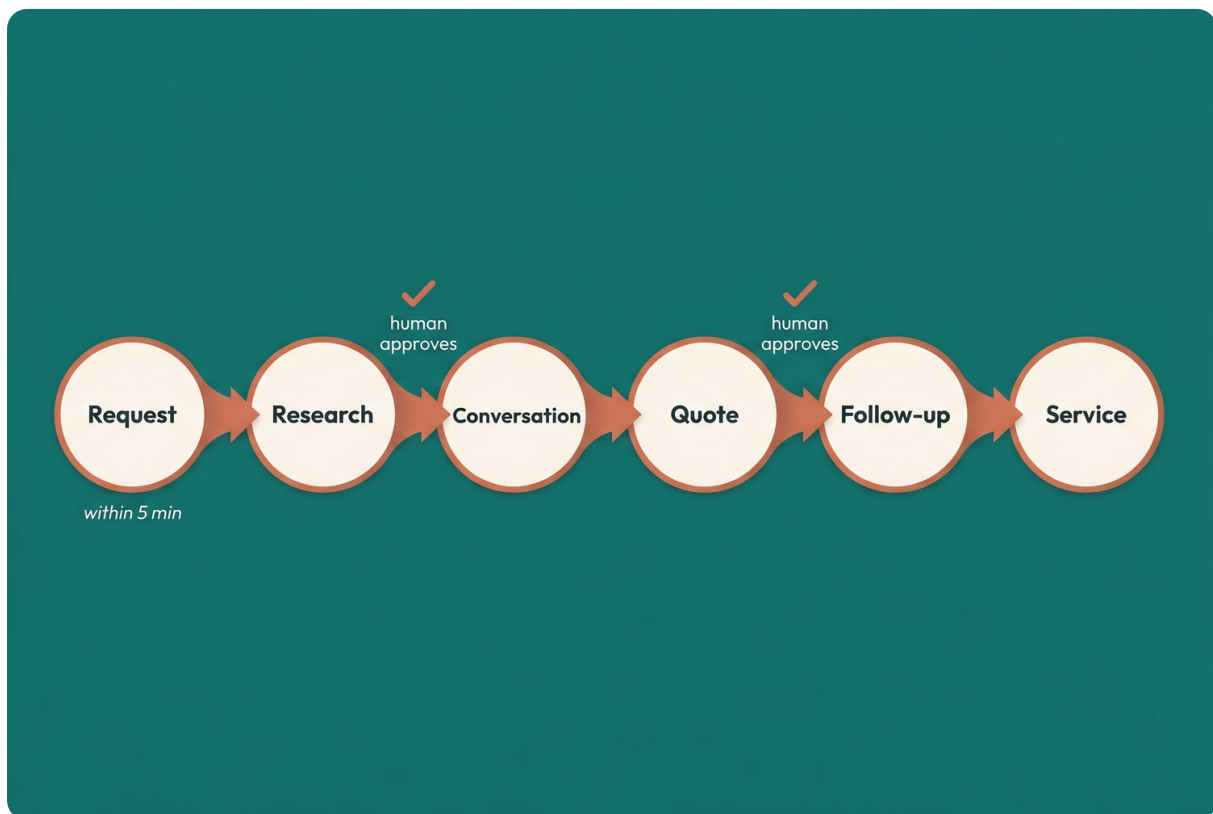 human
approves
human
approves
Request
Research
Conversation
Quote
Follow-up
Service
within 5 min